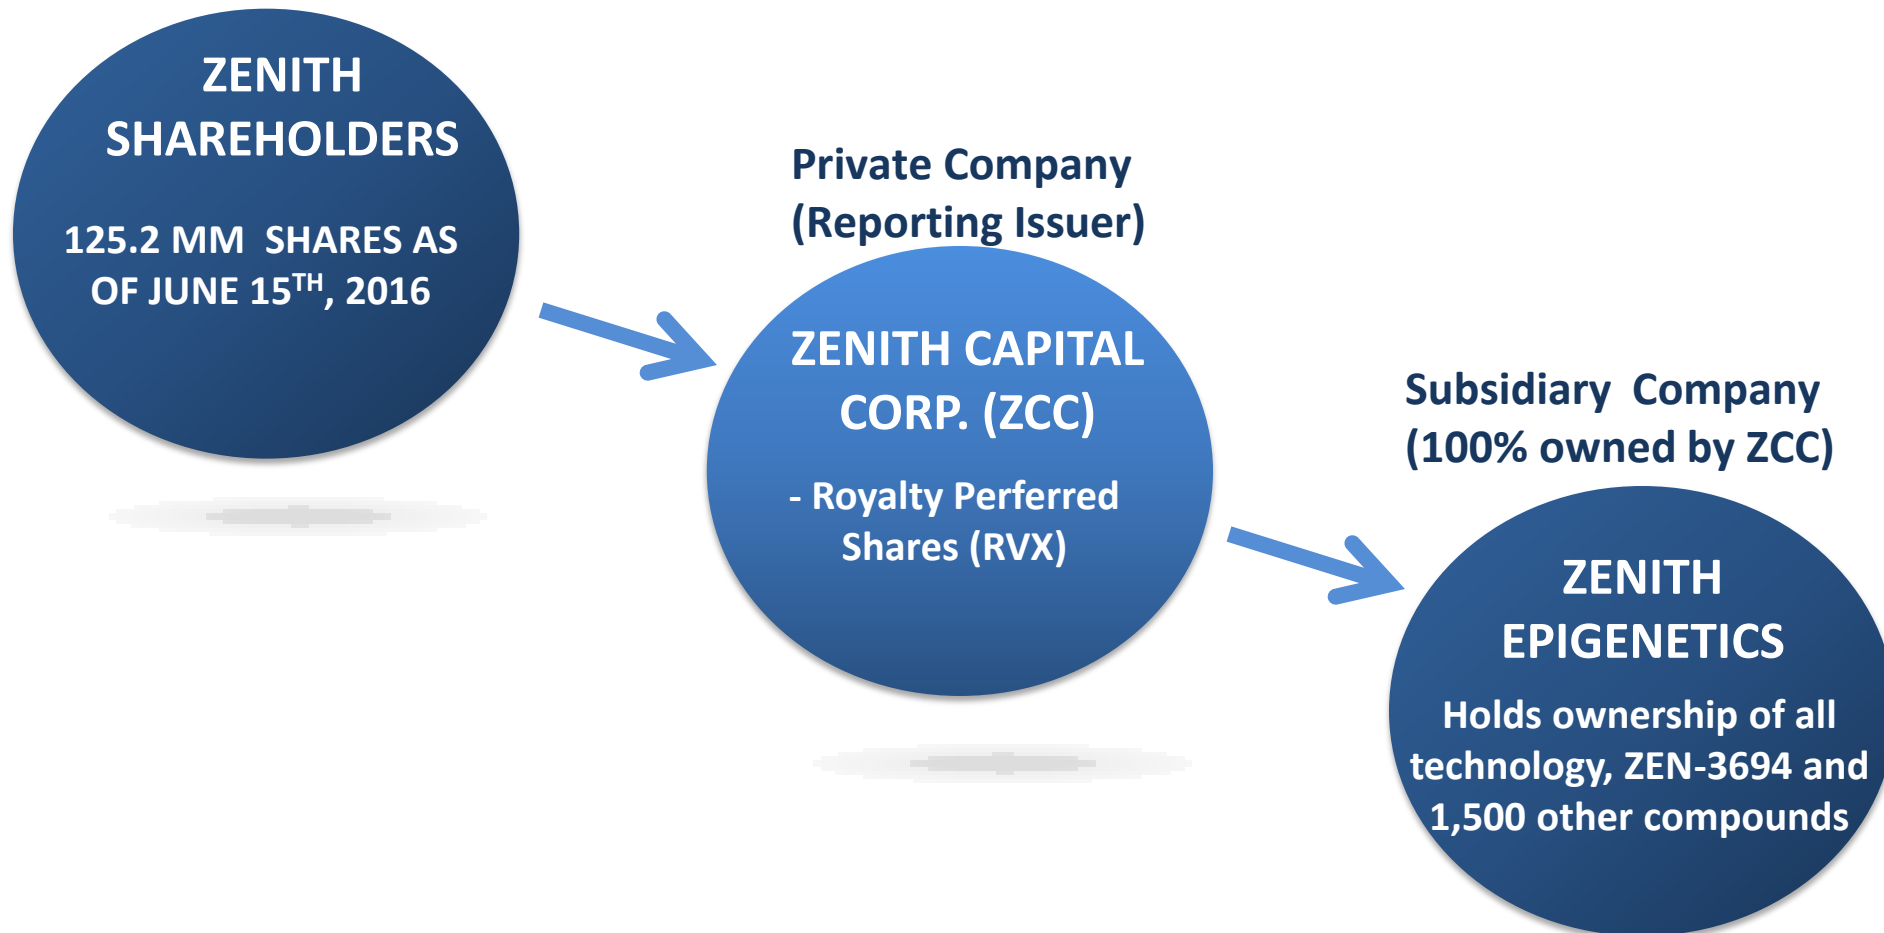 ZENITH
SHAREHOLDERS
125.2 MM SHARES AS
OF JUNE 15TH, 2016
Private Company
(Reporting Issuer)
ZENITH CAPITAL
CORP. (ZCC)
- Royalty Perferred
Shares (RVX)
Subsidiary Company
(100% owned by ZCC)
ZENITH
EPIGENETICS
Holds ownership of all
technology, ZEN-3694 and
1,500 other compounds